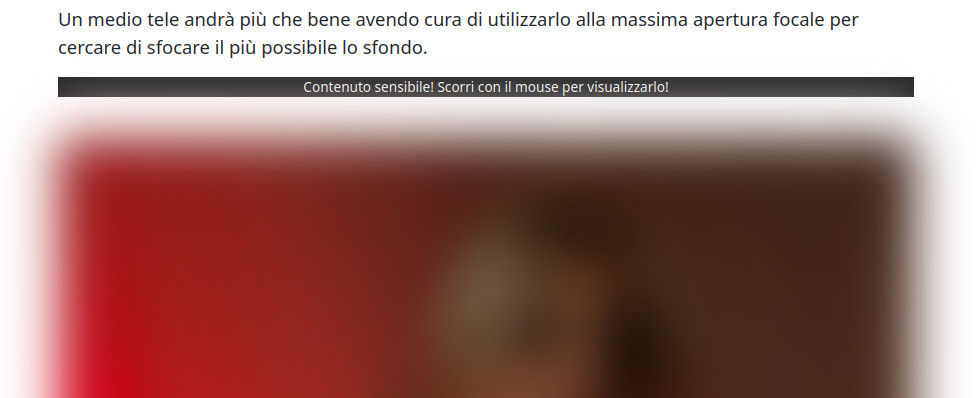 Un medio tele andrà più che bene avendo cura di utilizzarlo alla massima apertura focale per
cercare di sfocare il più possibile lo sfondo.
Contenuto sensibile! Scorri con il mouse per visualizzarlo!